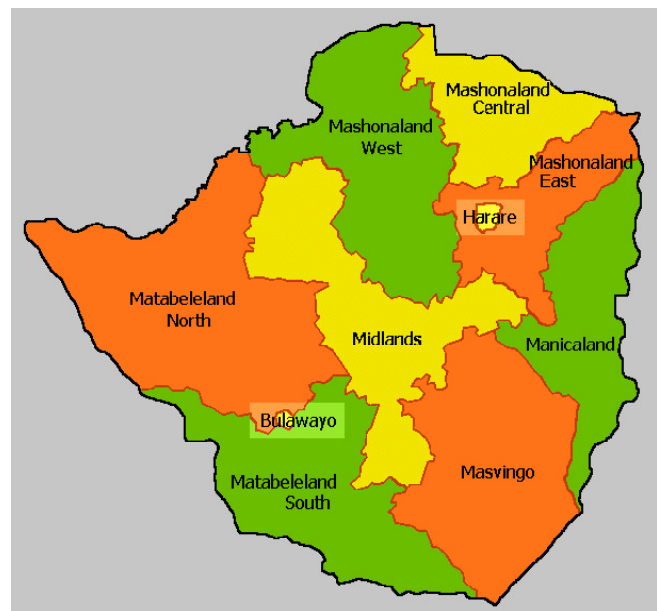 Mashonaland
Central
Mashonaland
West
Mashonaland
East
Harare
Matabeleland
North
Midlands
Manicaland
Bulawayo
Masvingo
Matabeleland
South